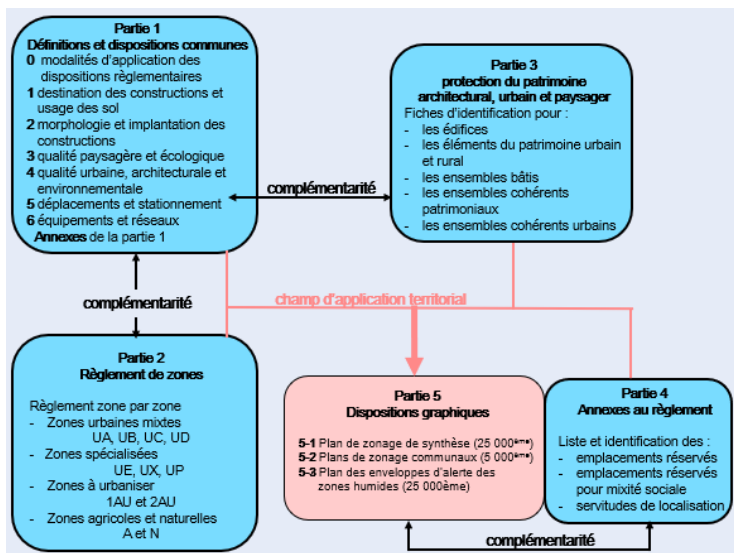 Partie 1
Définitions et dispositions communes
0 modalités d'application des
dispositions règlementaires
1 destination des constructions et
usage des sol
2 morphologie et implantation des
constructions
3 qualité paysagère et écologique
4 qualité urbaine, architecturale et
environnementale
5 déplacements et stationnement
6 équipements et réseaux
Annexes de la partie 1
complémentarité
Partie 3
protection du patrimoine
architectural, urbain et paysager
Fiches d'identification pour :
- les édifices
- les éléments du patrimoine urbain
et rural
- les ensembles bâtis
- les ensembles cohérents
patrimoniaux
- les ensembles cohérents urbains
complémentarité
champ d'application territorial
Partie 2
Règlement de zones
Règlement zone par zone
- Zones urbaines mixtes
UA, UB, UC, UD
- Zones spécialisées
UE, UX, UP
- Zones à urbaniser
1AU et 2AU
- Zones agricoles et naturelles
A et N
Partie 5
Dispositions graphiques
5-1 Plan de zonage de synthèse (25 000ème)
5-2 Plans de zonage communaux (5 000ème)
5-3 Plan des enveloppes d'alerte des
zones humides (25 000ème)
Partie 4
Annexes au règlement
Liste et identification des :
- emplacements réservés
- emplacements réservés
pour mixité sociale
- servitudes de localisation
complémentarité